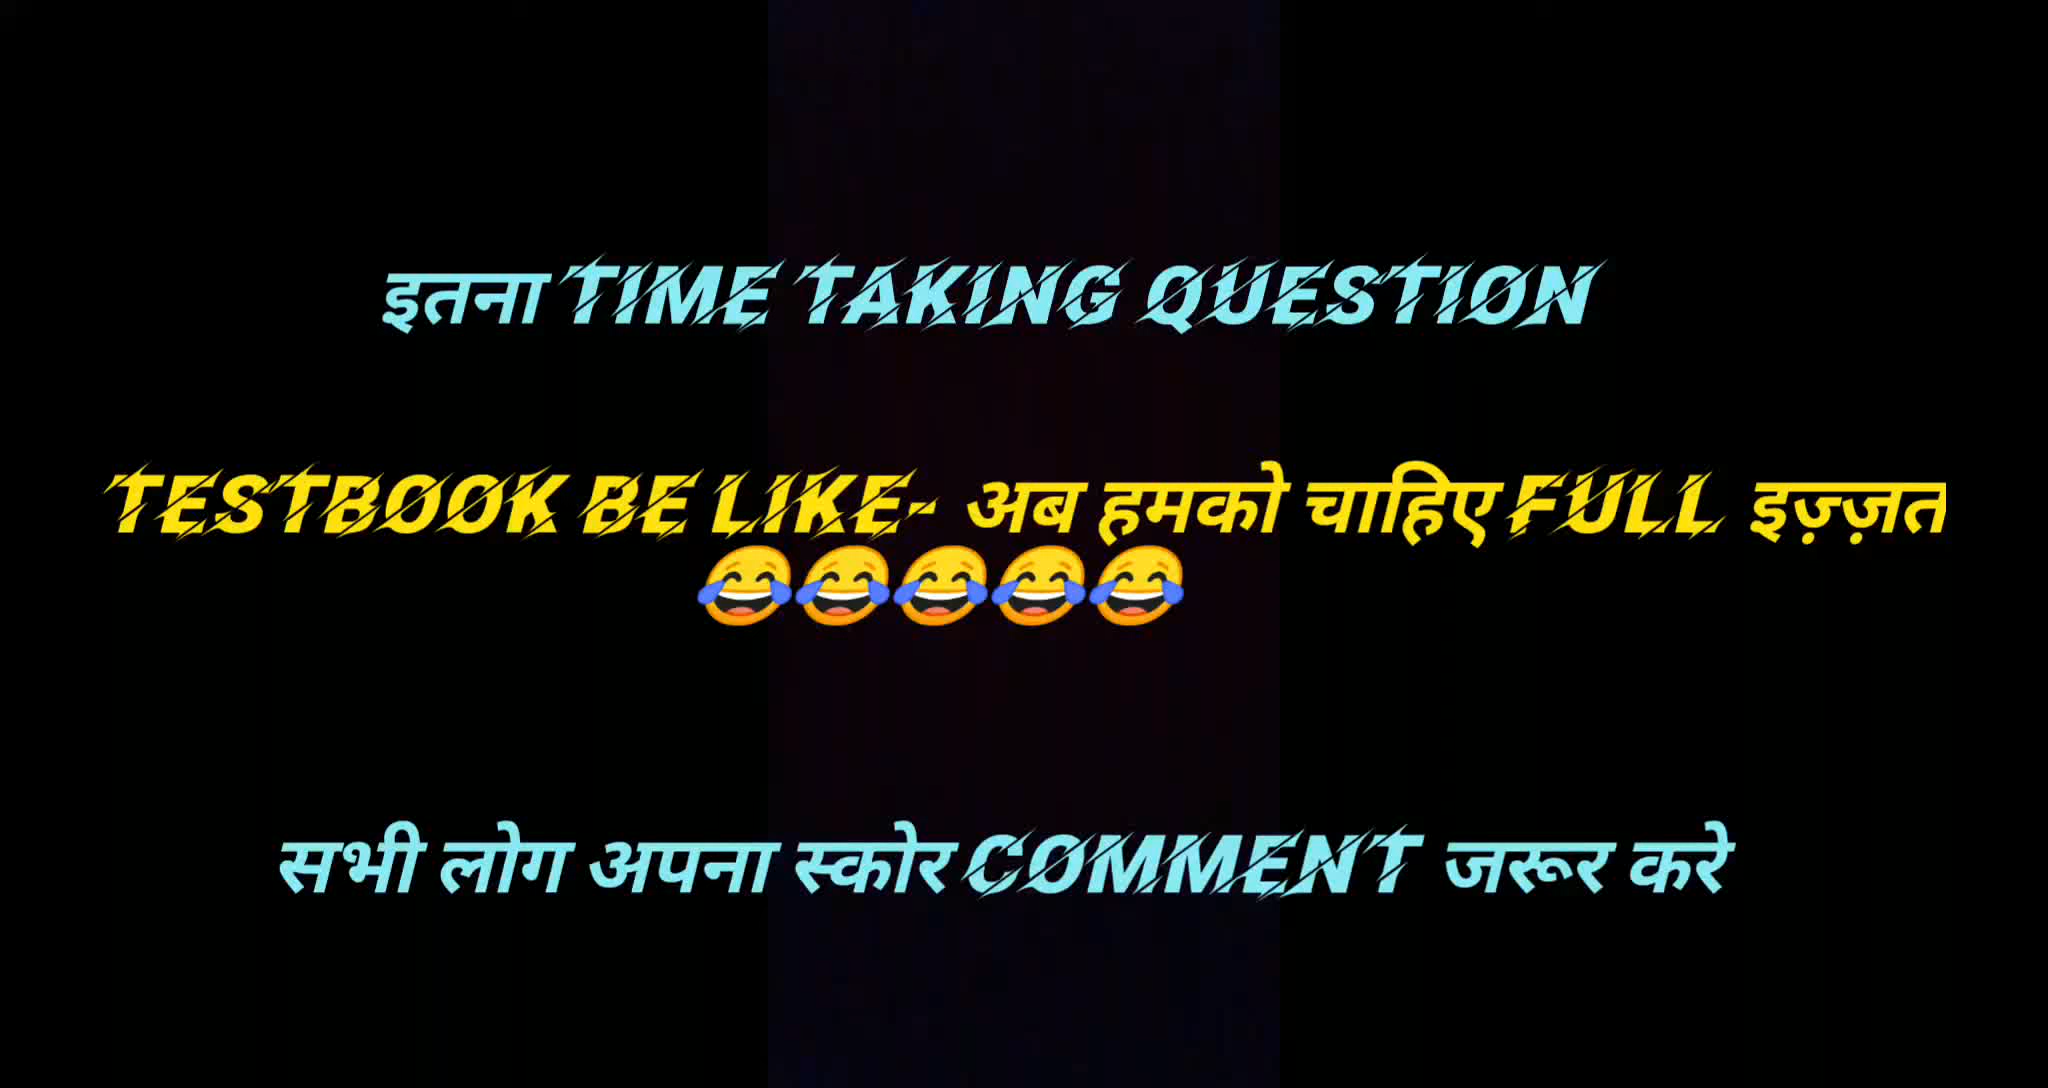 इतना TIME TAKING QUESTION
TESTBOOK BE LIKE- अब हमको चाहिए FULL इज़्ज़त
😂😂😂😂😂
सभी लोग अपना स्कोर COMMENT जरूर करे